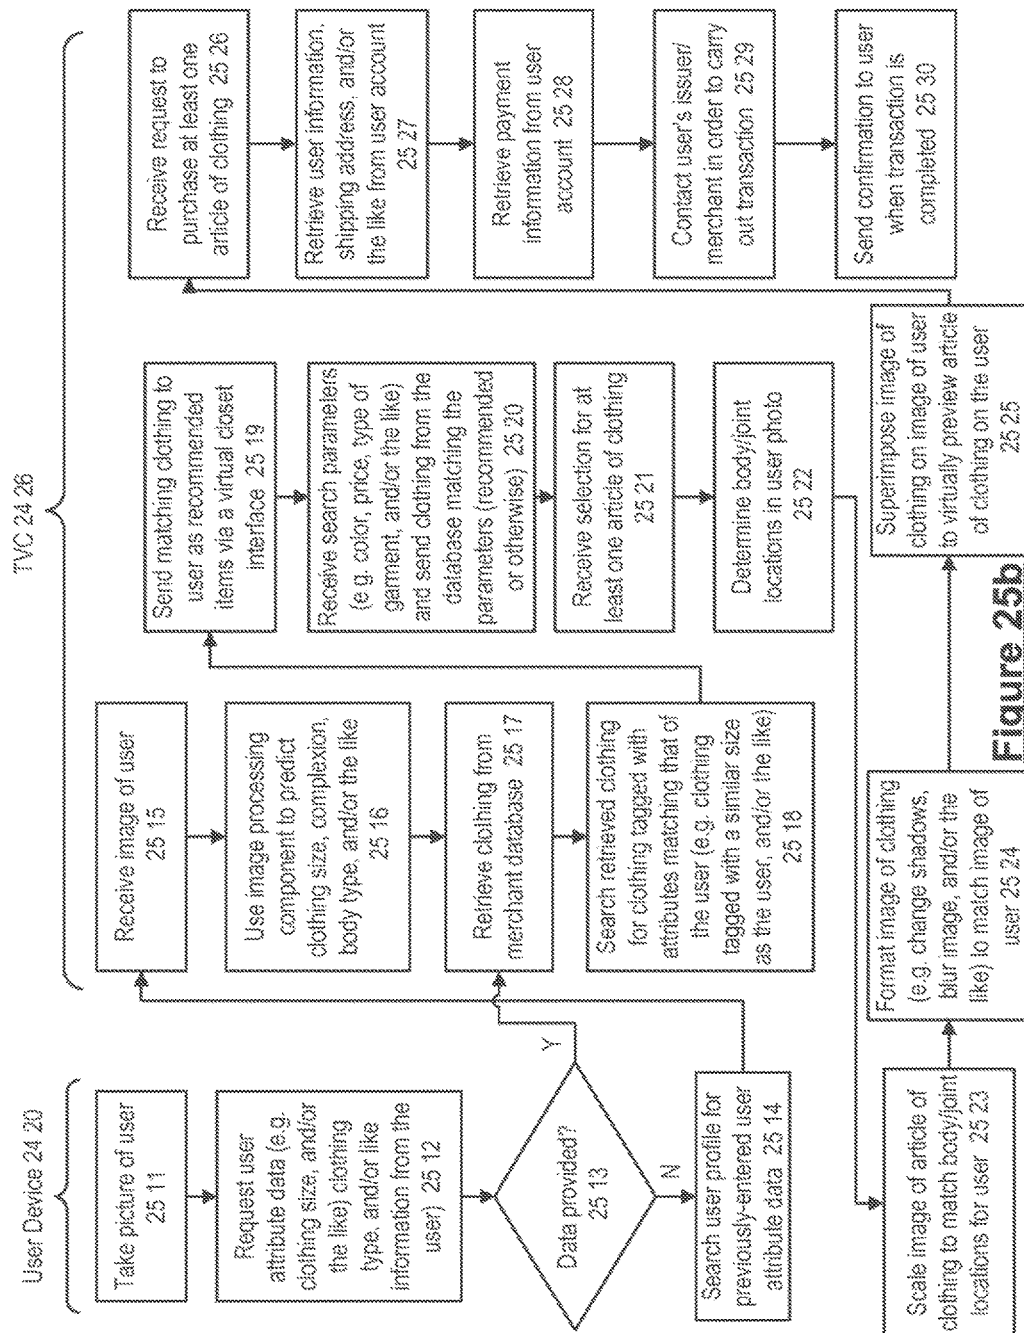 User Device 24 20
Take picture of user
25 11
Request user
attribute data (e.g.
clothing size, and/or
the like) clothing
type, and/or like
information from the
user) 25 12
Data provided?
25 13
Y
N
Search user profile for
previously-entered user
attribute data 25 14
TVC 24 26
Receive image of user
25 15
Use image processing
component to predict
clothing size, complexion,
body type, and/or the like
25 16
Retrieve clothing from
merchant database 25 17
Search retrieved clothing
for clothing tagged with
attributes matching that of
the user (e.g. clothing
tagged with a similar size
as the user, and/or the like)
25 18
Send matching clothing to
user as recommended
items via a virtual closet
interface 25 19
Receive search parameters
(e.g. color, price, type of
garment, and/or the like)
and send clothing from the
database matching the
parameters (recommended
or otherwise) 25 20
Receive selection for at
least one article of clothing
25 21
Determine body/joint
locations in user photo
25 22
Scale image of article of
clothing to match body/joint
locations for user 25 23
Format image of clothing
(e.g. change shadows,
blur image, and/or the
like) to match image of
user 25 24
Superimpose image of
clothing on image of user
to virtually preview article
of clothing on the user
25 25
Receive request to
purchase at least one
article of clothing 25 26
Retrieve user information,
shipping address, and/or
the like from user account
25 27
Retrieve payment
information from user
account 25 28
Contact user's issuer/
merchant in order to carry
out transaction 25 29
Send confirmation to user
when transaction is
completed 25 30
Figure 25b